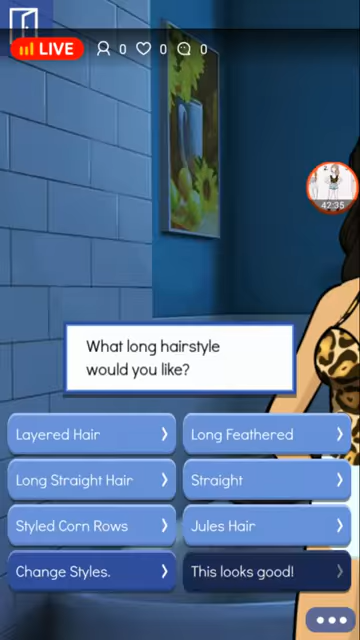 LIVE 0 0 0
42:35
What long hairstyle
would you like?
Layered Hair
Long Feathered
Long Straight Hair
Straight
Styled Corn Rows
Jules Hair
Change Styles.
This looks good!